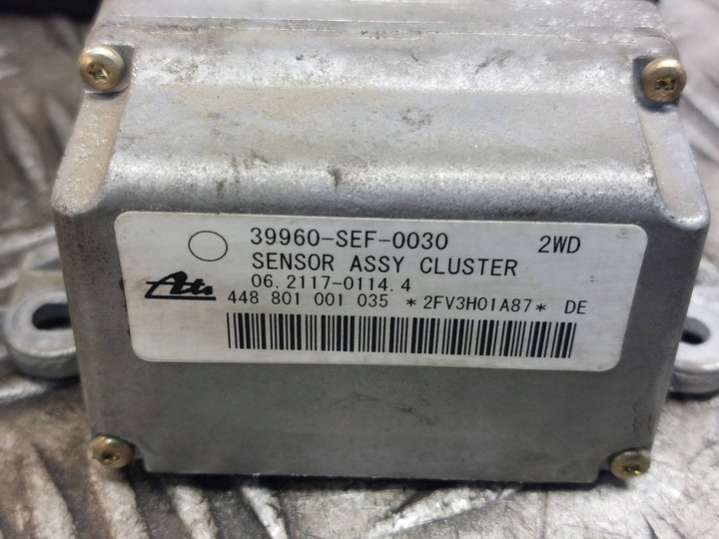 39960-SEF-0030 2WD
SENSOR ASSY CLUSTER
Ate 06.2117-0114.4
448 801 001 035 *2FV3H01A87* DE